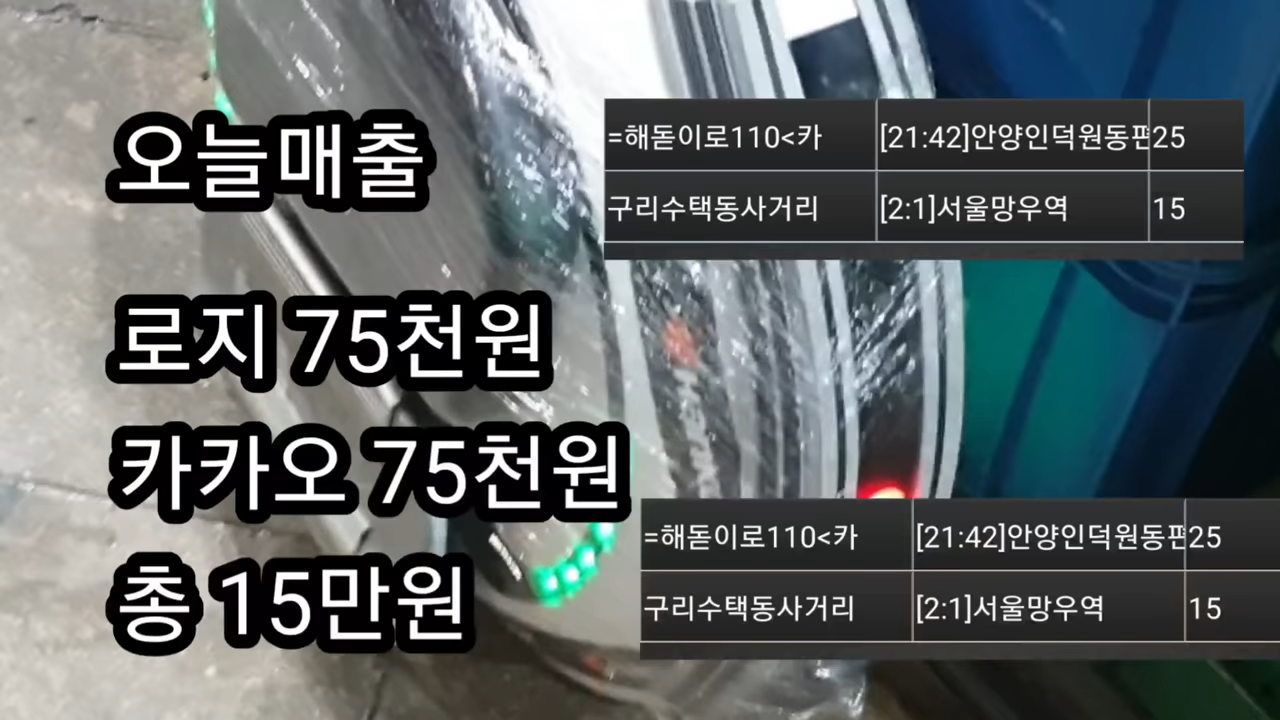 오늘매출
로지 75천원
카카오 75천원
총 15만원
=해돋이로110<카 [21:42]안양인덕원동편 25
구리수택동사거리 [2:1]서울망우역 15
=해돋이로110<카 [21:42]안양인덕원동편 25
구리수택동사거리 [2:1]서울망우역 15